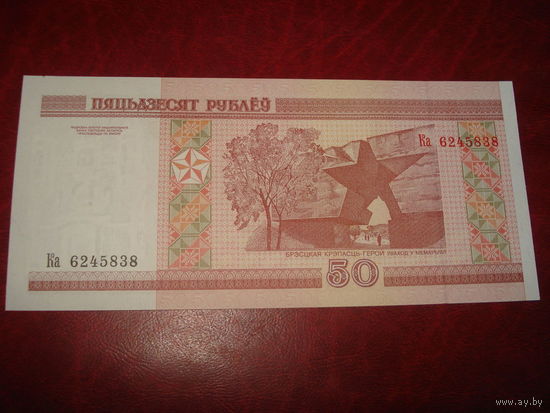 ПЯЦЬДЗЕСЯТ РУБЛЁЎ
Ка 6245838
БРЭСЦКАЯ КРЭПАСЦЬ-ГЕРОЙ УВАХОД У МЕМАРЫЯЛ
Ка 6245838
50
www.ay.by